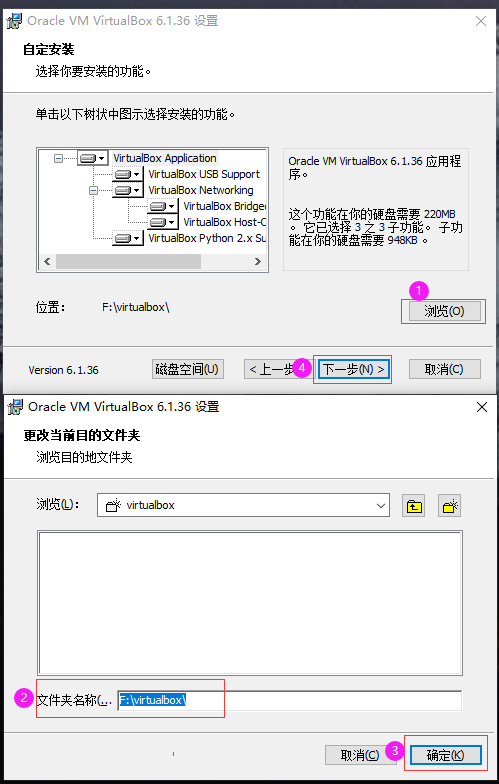 Oracle VM VirtualBox 6.1.36 设置
自定安装
选择你要安装的功能。
单击以下树状中图示选择安装的功能。
VirtualBox Application
VirtualBox USB Support
VirtualBox Networking
VirtualBox Bridge
VirtualBox Host-O
VirtualBox Python 2.x Su
Oracle VM VirtualBox 6.1.36 应用程
序。
这个功能在你的硬盘需要 220MB
。 它已选择 3 之 3 子功能。 子功
能在你的硬盘需要 948KB 。
位置: F:\virtualbox\
1
浏览(O)
Version 6.1.36 磁盘空间(U) < 上一步 4 下一步(N) > 取消(C)
Oracle VM VirtualBox 6.1.36 设置
更改当前目的文件夹
浏览目的地文件夹
浏览(L): virtualbox
2 文件夹名称(... F:\virtualbox\
取消(C) 3 确定(K)